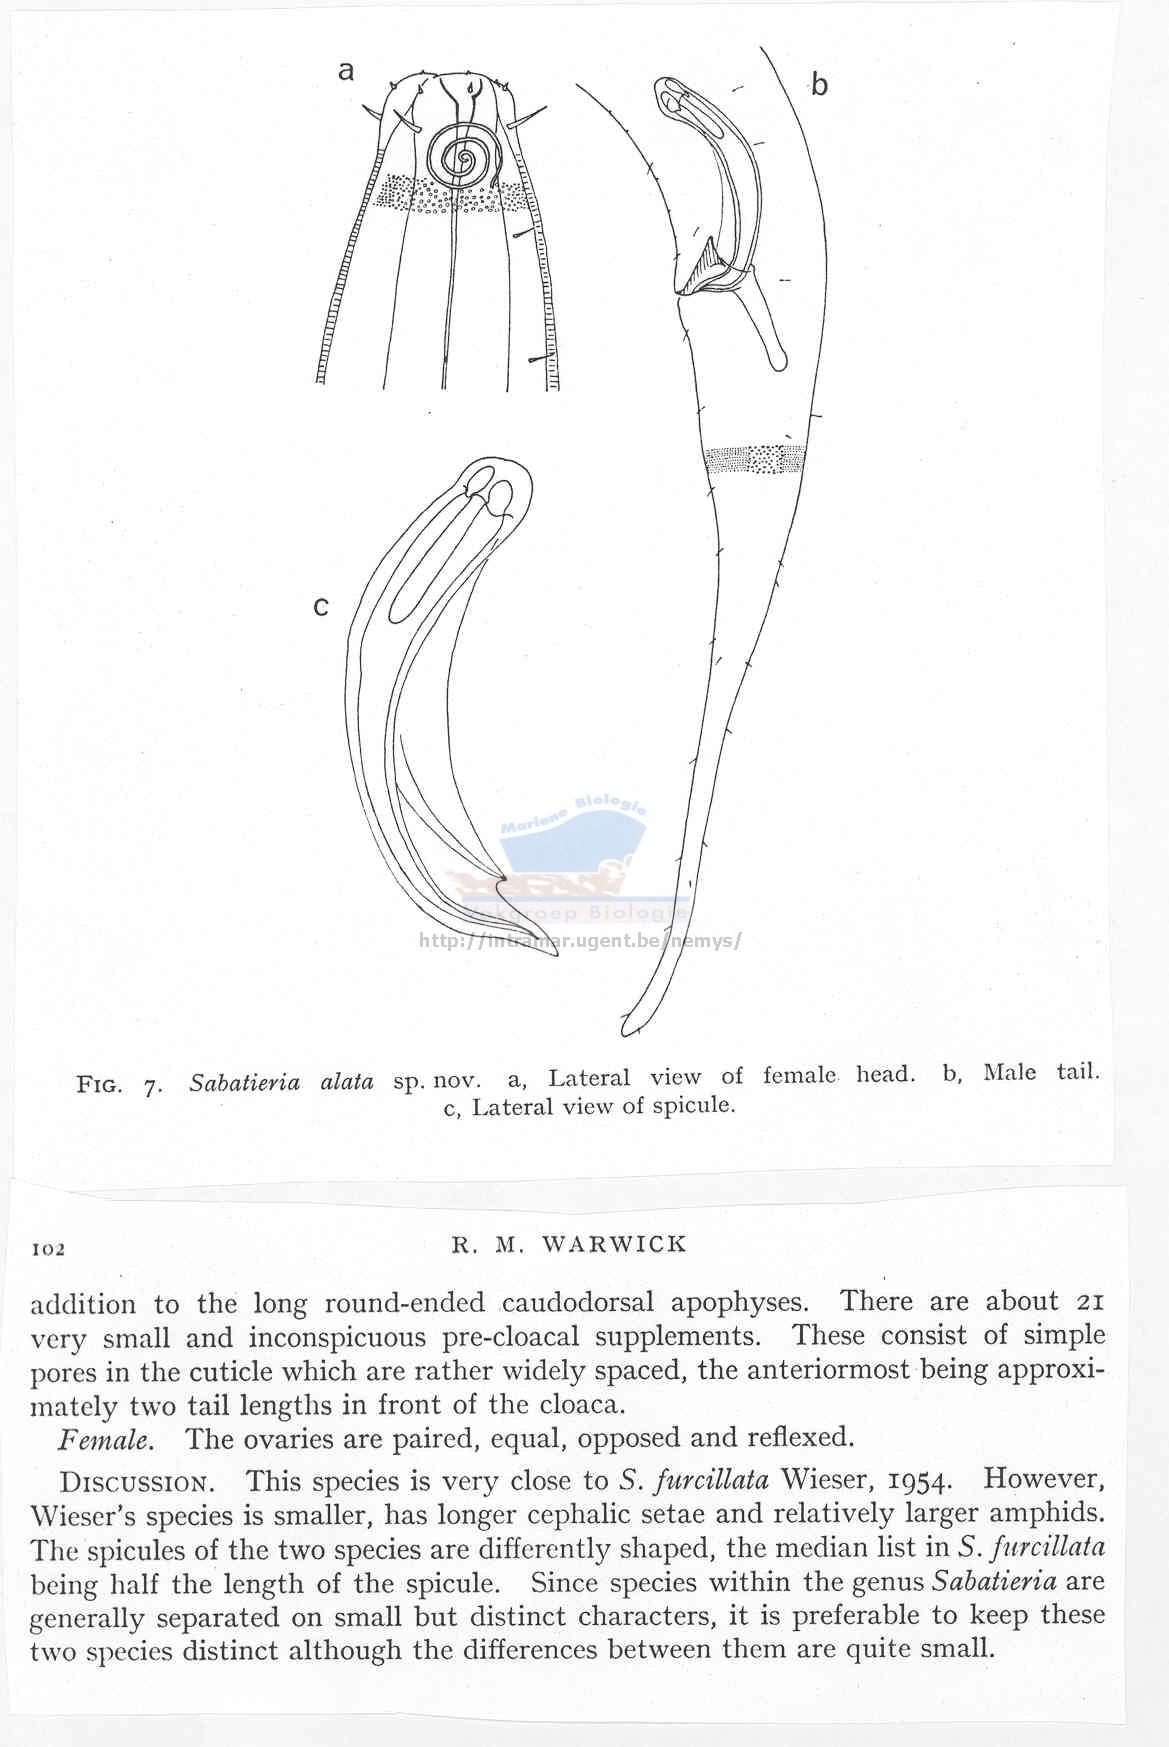 a
b
c
Mariene Biologie
Vakgroep Biologie
http://intramar.ugent.be/nemys/
FIG. 7. Sabatieria alata sp. nov. a, Lateral view of female head. b, Male tail.
c, Lateral view of spicule.
102
R. M. WARWICK
addition to the long round-ended caudodorsal apophyses. There are about 21
very small and inconspicuous pre-cloacal supplements. These consist of simple
pores in the cuticle which are rather widely spaced, the anteriormost being approxi-
mately two tail lengths in front of the cloaca.
Female. The ovaries are paired, equal, opposed and reflexed.
DISCUSSION. This species is very close to S. furcillata Wieser, 1954. However,
Wieser's species is smaller, has longer cephalic setae and relatively larger amphids.
The spicules of the two species are differently shaped, the median list in S. furcillata
being half the length of the spicule. Since species within the genus Sabatieria are
generally separated on small but distinct characters, it is preferable to keep these
two species distinct although the differences between them are quite small.